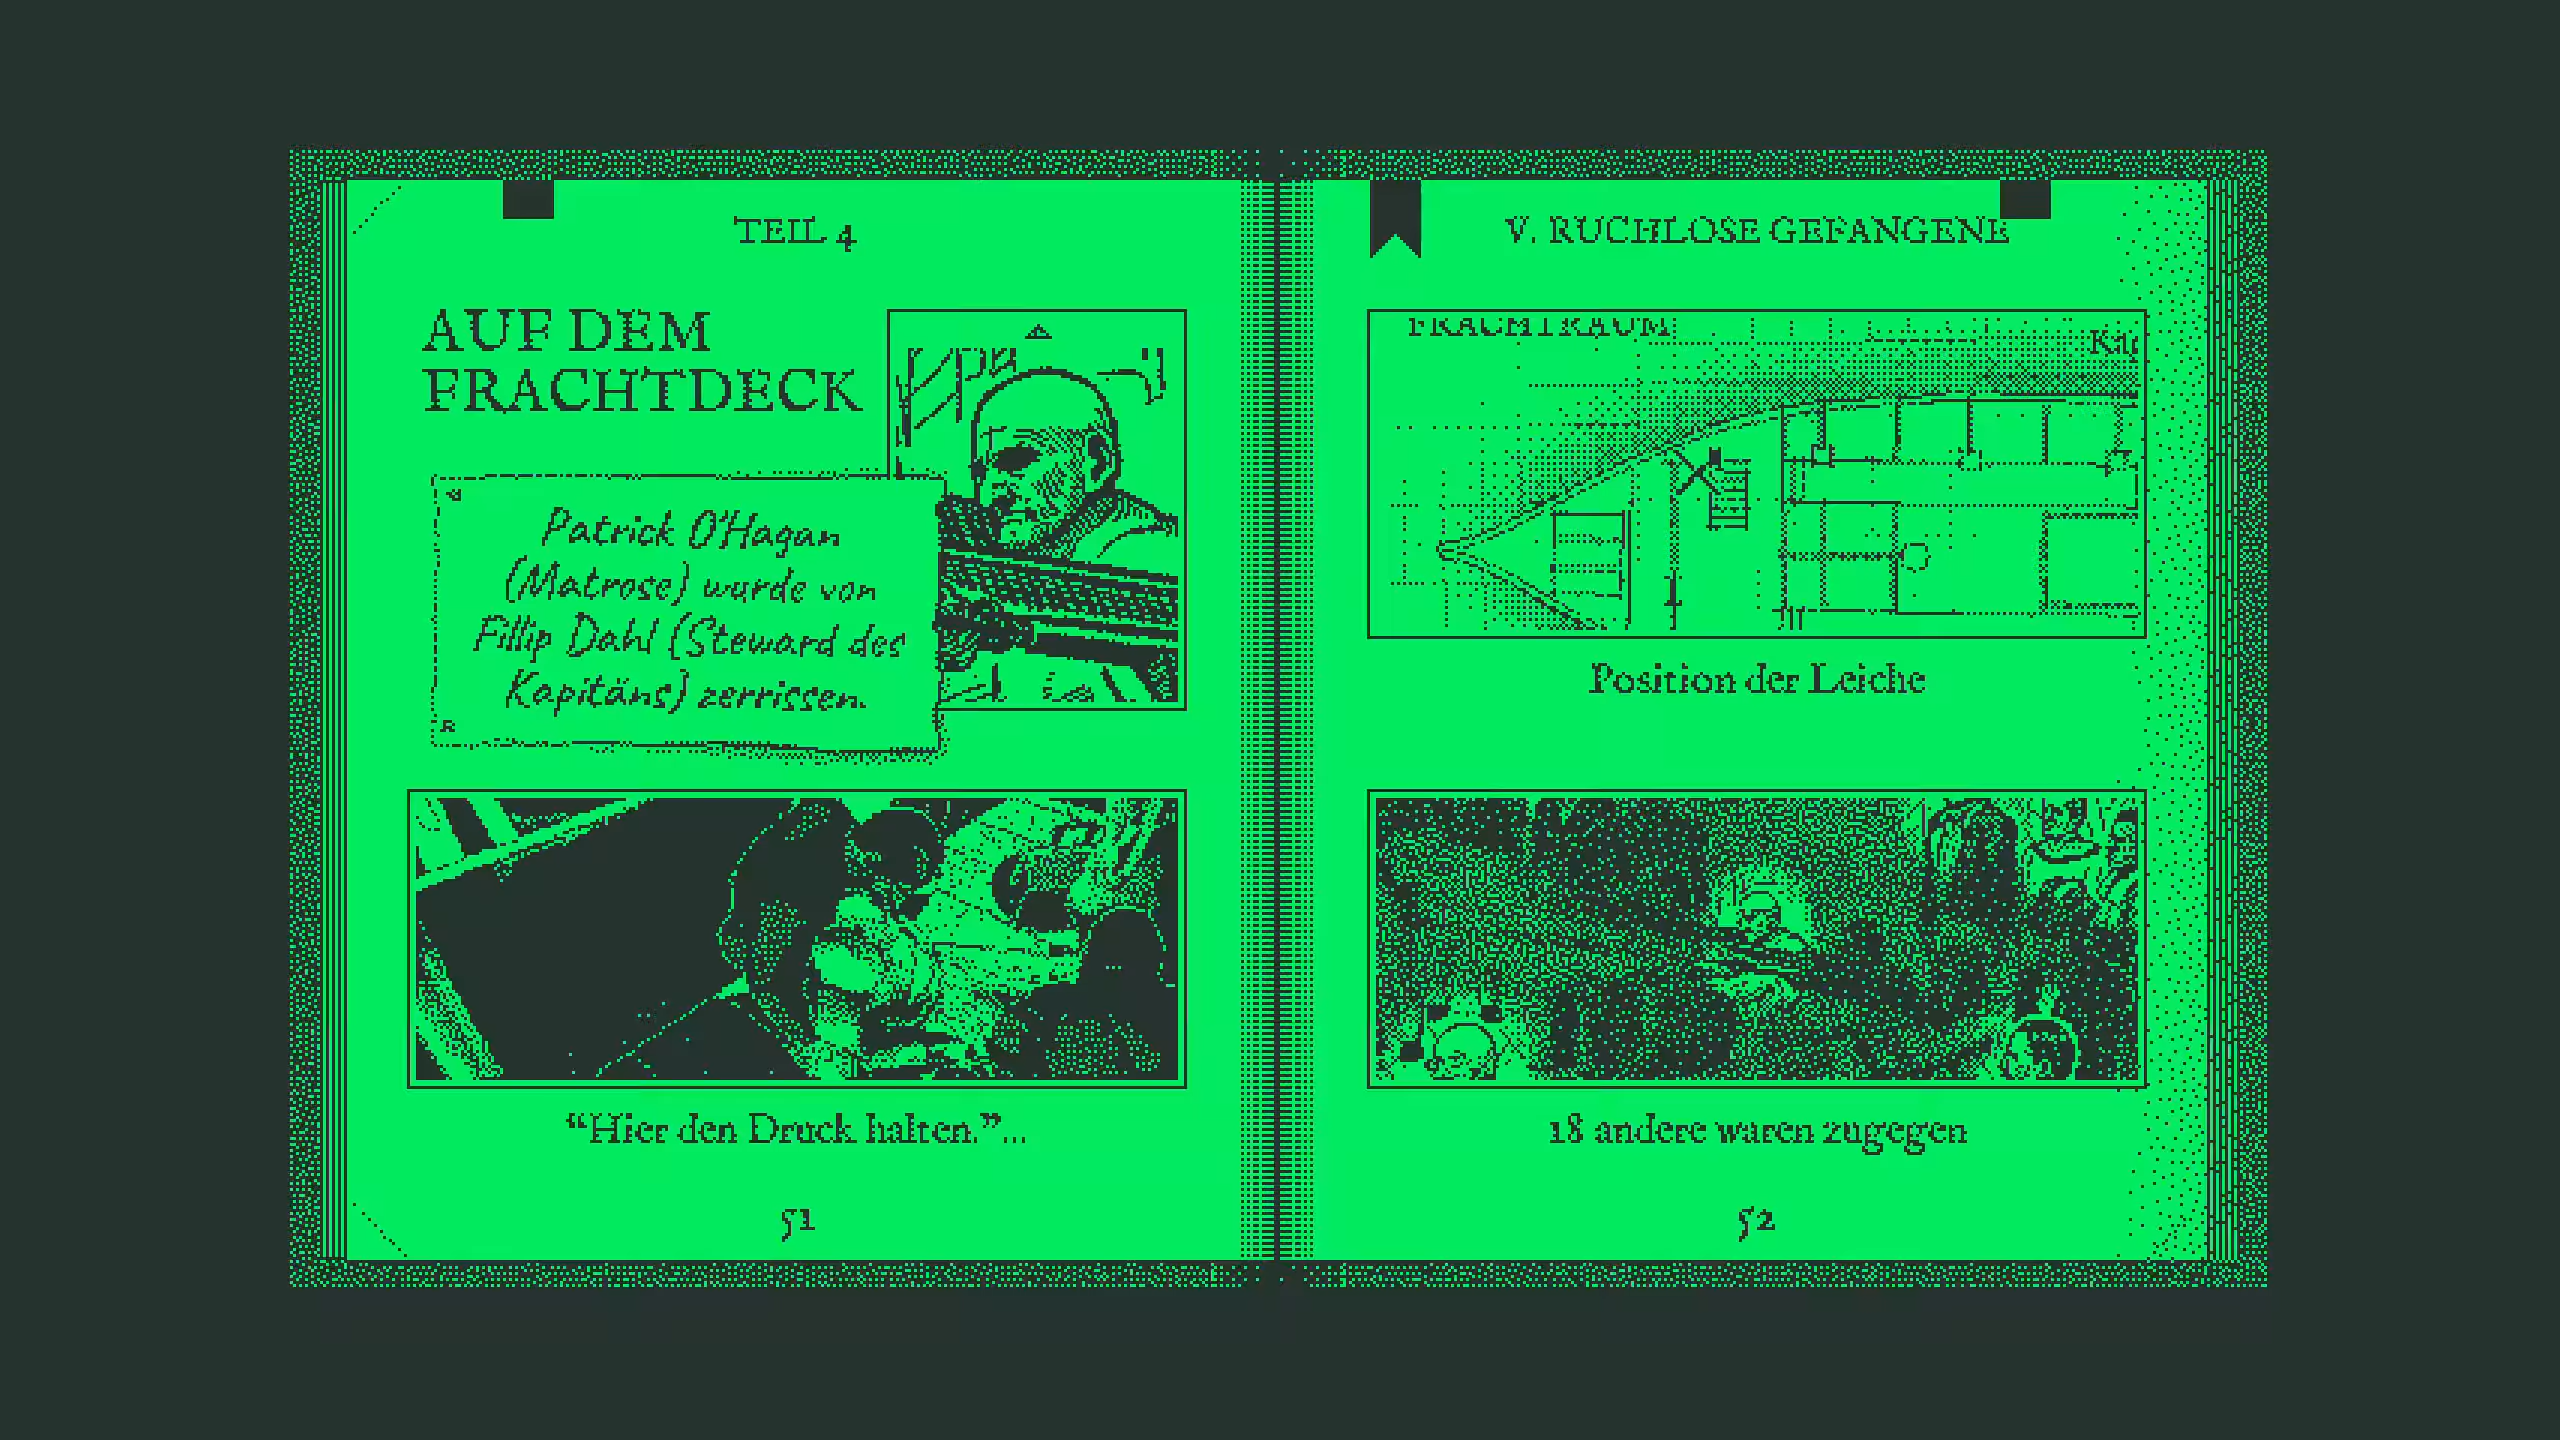 TEIL 4
AUF DEM
FRACHTDECK
Patrick O'Hagan
(Matrose) wurde von
Fillip Dahl (Steward des
Kapitäns) zerrissen.
“Hier den Druck halten.”...
51
V. RUCHLOSE GEFANGENE
FRACHTRAUM
Position der Leiche
18 andere waren zugegen
52